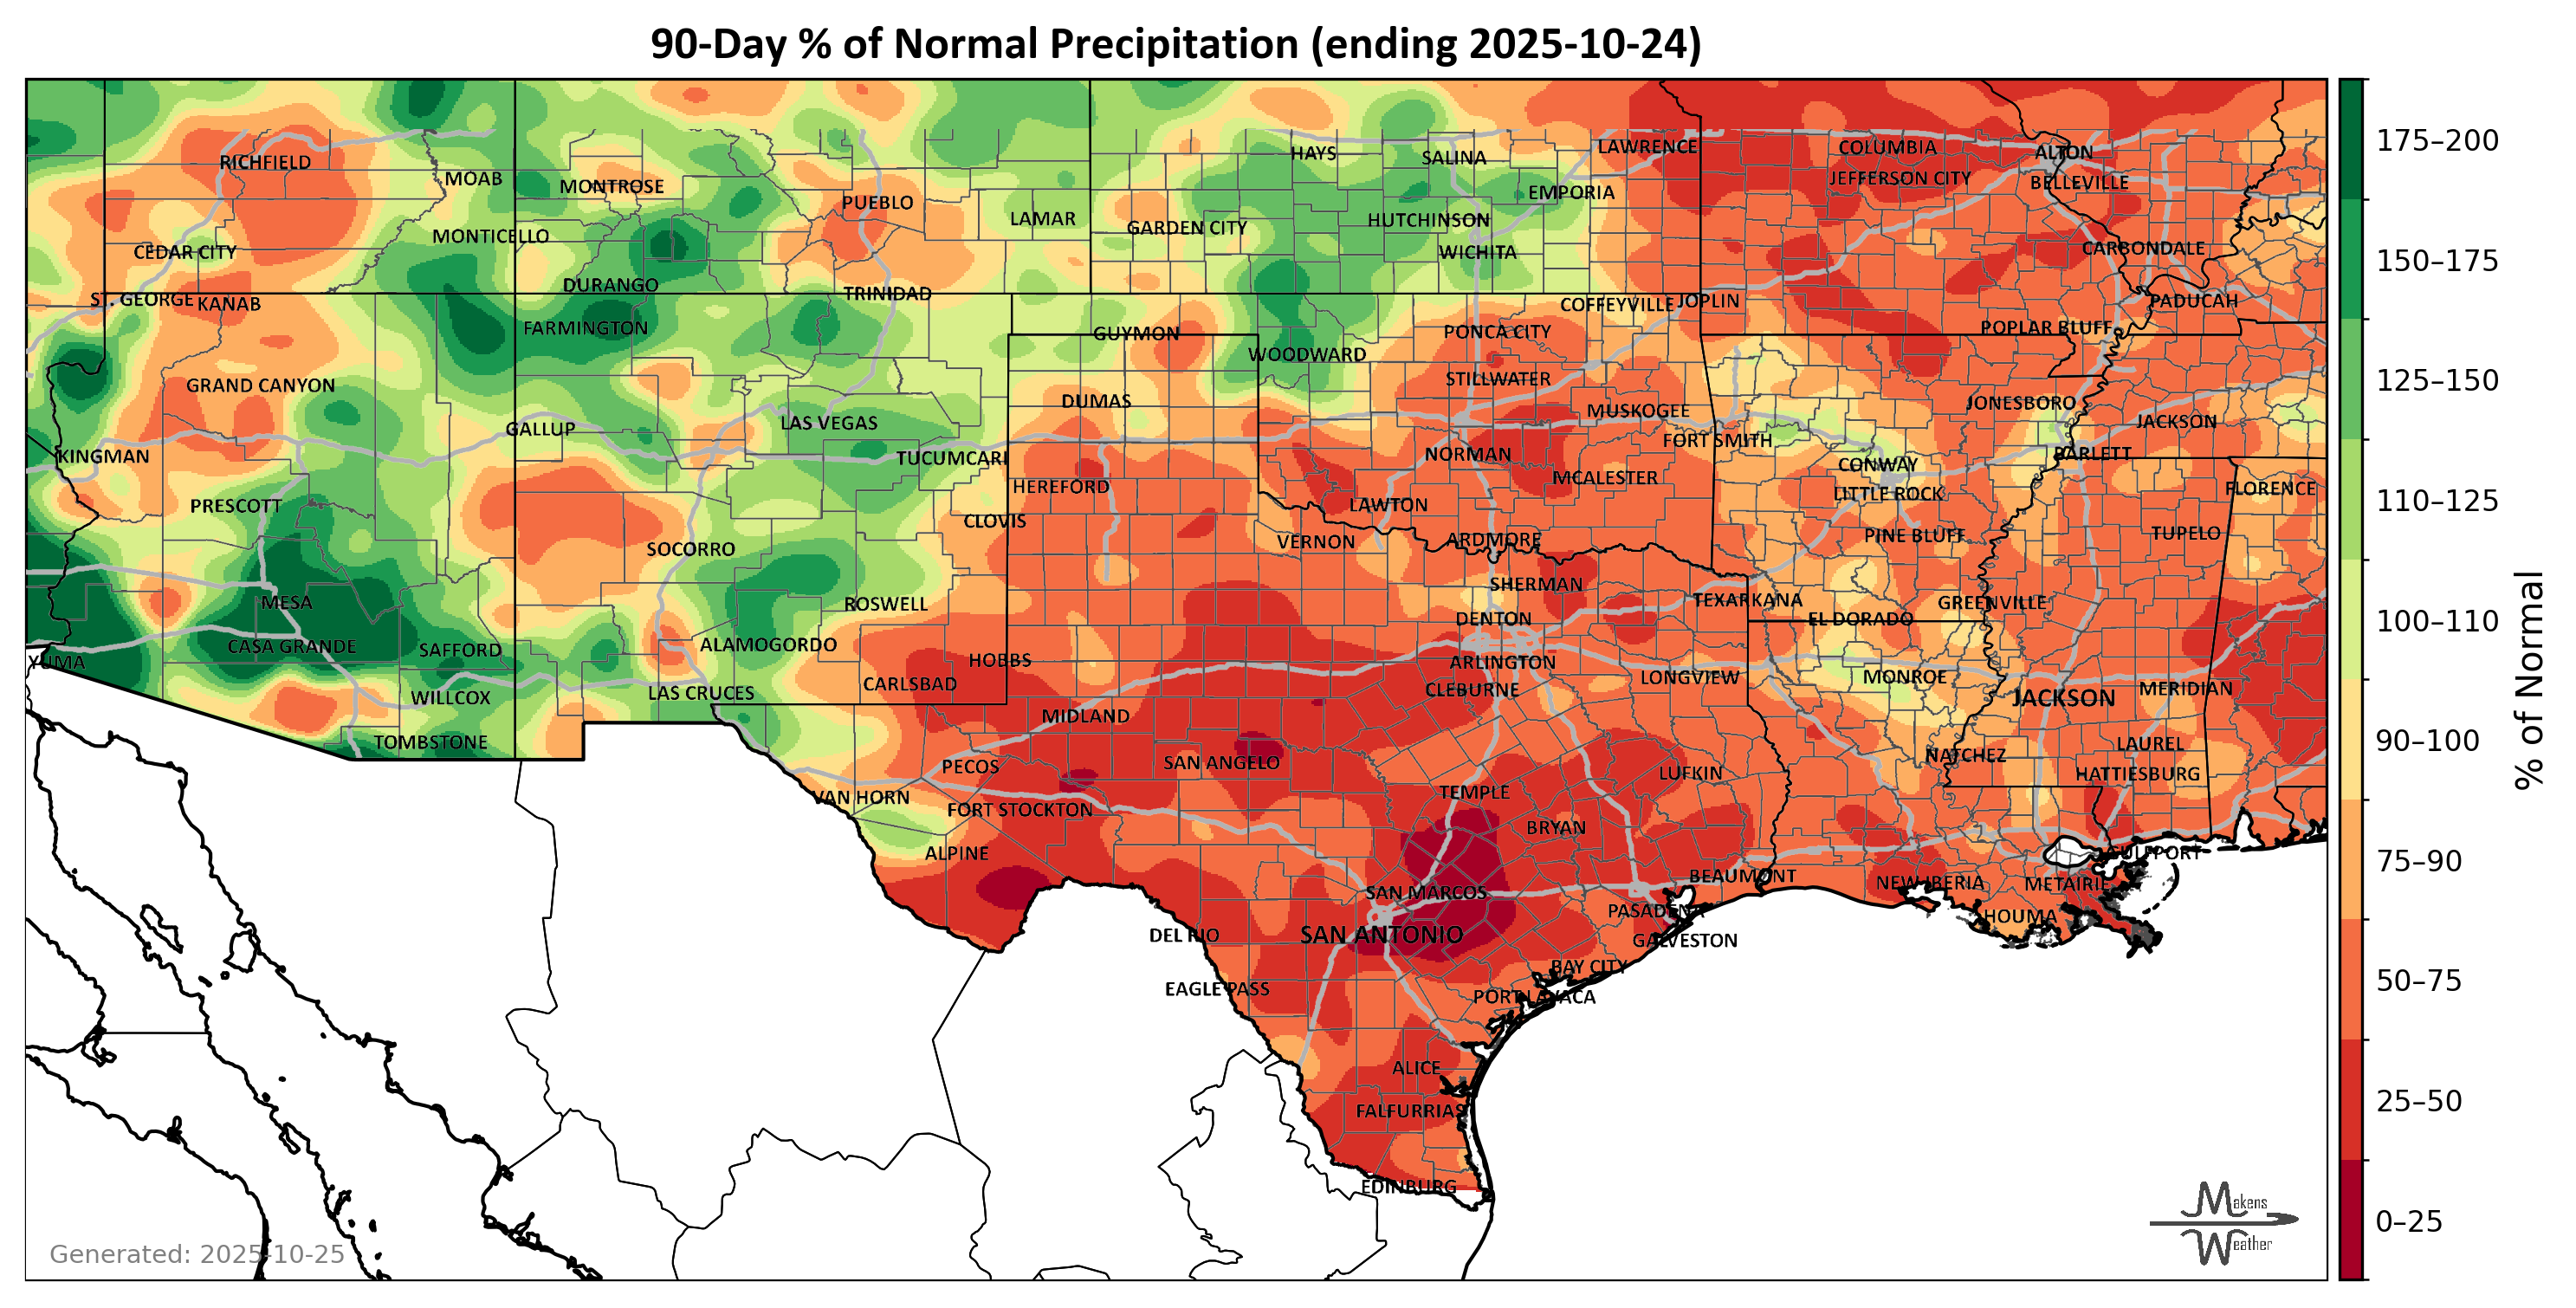 90-Day % of Normal Precipitation (ending 2025-10-24)
RICHFIELD
MOAB
MONTROSE
PUEBLO
LAMAR
HAYS
SALINA
LAWRENCE
COLUMBIA
ALTON
JEFFERSON CITY
BELLEVILLE
EMPORIA
GARDEN CITY
HUTCHINSON
MONTICELLO
CEDAR CITY
WICHITA
CARBONDALE
DURANGO
TRINIDAD
ST. GEORGE
KANAB
COFFEYVILLE
JOPLIN
PADUCAH
FARMINGTON
GUYMON
PONCA CITY
POPLAR BLUFF
WOODWARD
STILLWATER
GRAND CANYON
DUMAS
MUSKOGEE
JONESBORO
JACKSON
LAS VEGAS
GALLUP
FORT SMITH
KINGMAN
TUCUMCARI
NORMAN
BARLETT
CONWAY
MCALESTER
HEREFORD
LITTLE ROCK
FLORENCE
PRESCOTT
LAWTON
CLOVIS
PINE BLUFF
TUPELO
SOCORRO
VERNON
ARDMORE
SHERMAN
MESA
ROSWELL
TEXARKANA
GREENVILLE
DENTON
EL DORADO
CASA GRANDE
SAFFORD
ALAMOGORDO
YUMA
HOBBS
ARLINGTON
CARLSBAD
CLEBURNE
LONGVIEW
MONROE
JACKSON
MERIDIAN
WILLCOX
LAS CRUCES
MIDLAND
TOMBSTONE
LAUREL
NATCHEZ
PECOS
SAN ANGELO
LUFKIN
HATTIESBURG
VAN HORN
FORT STOCKTON
TEMPLE
BRYAN
ALPINE
GULFPORT
SAN MARCOS
BEAUMONT
NEW IBERIA
METAIRIE
PASADENA
HOUMA
DEL RIO
SAN ANTONIO
GALVESTON
BAY CITY
EAGLE PASS
PORT LAVACA
ALICE
FALFURRIAS
EDINBURG
175–200
150–175
125–150
110–125
100–110
90–100
75–90
50–75
25–50
0–25
% of Normal
Generated: 2025-10-25
Makens
Weather